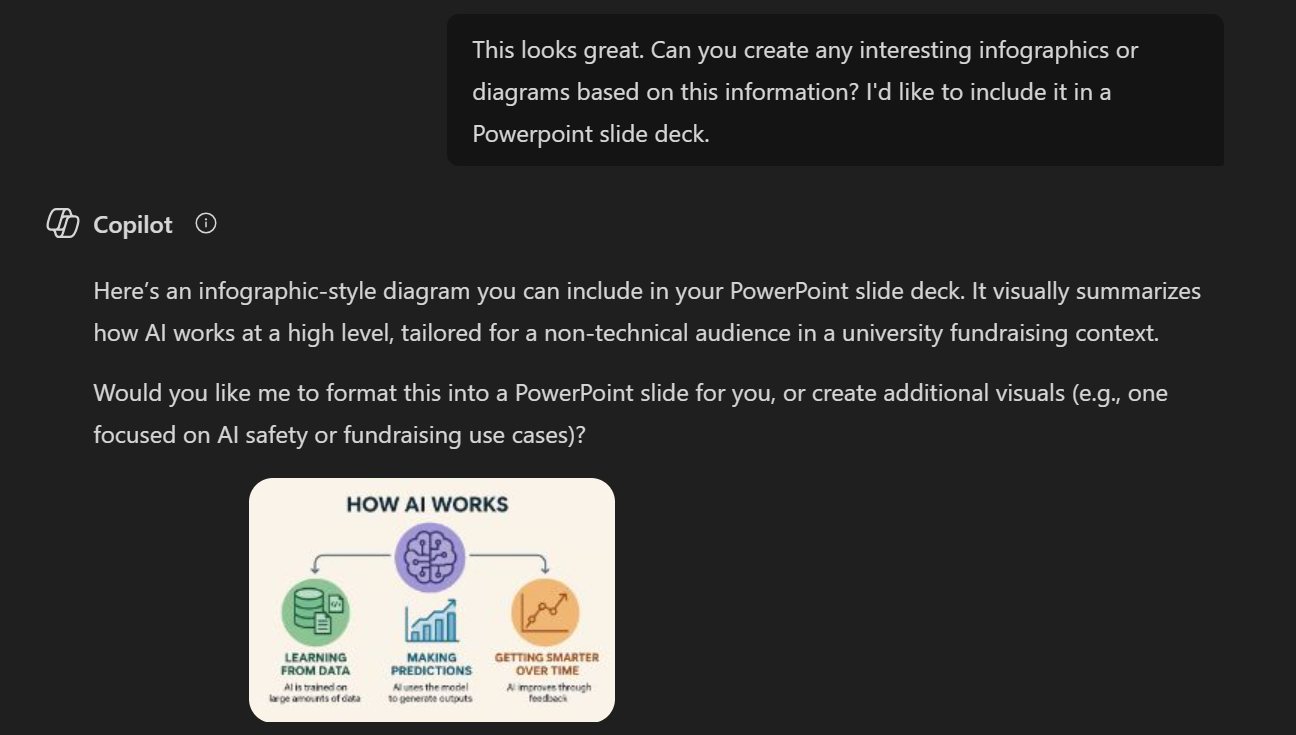 This looks great. Can you create any interesting infographics or
diagrams based on this information? I'd like to include it in a
Powerpoint slide deck.
Copilot
Here’s an infographic-style diagram you can include in your PowerPoint slide deck. It visually summarizes
how AI works at a high level, tailored for a non-technical audience in a university fundraising context.
Would you like me to format this into a PowerPoint slide for you, or create additional visuals (e.g., one
focused on AI safety or fundraising use cases)?
HOW AI WORKS
LEARNING
FROM DATA
AI is trained on
large amounts of data
MAKING
PREDICTIONS
AI uses the model
to generate outputs
GETTING SMARTER
OVER TIME
AI improves through
feedback